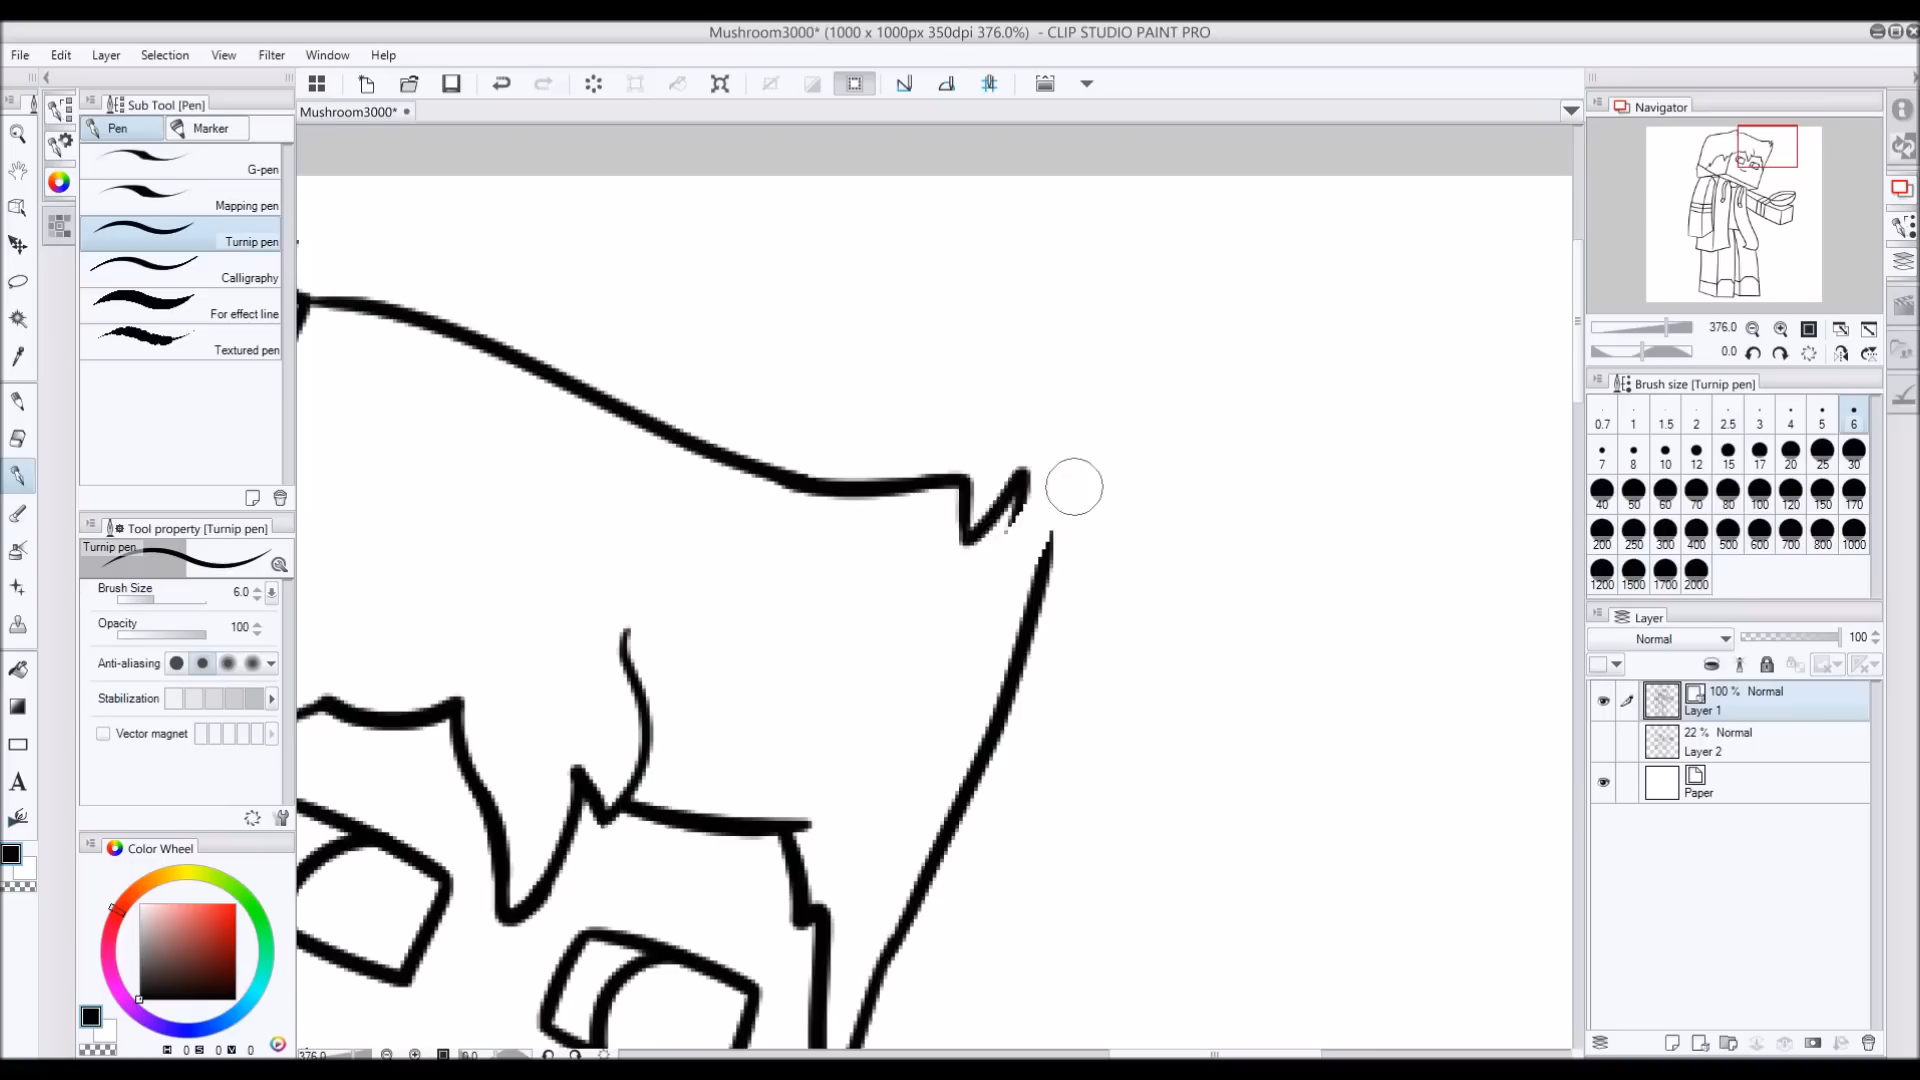 Mushroom3000* (1000 x 1000px 350dpi 376.0%) - CLIP STUDIO PAINT PRO
File Edit Layer Selection View Filter Window Help
Sub Tool [Pen]
Pen Marker
G-pen
Mapping pen
Turnip pen
Calligraphy
For effect line
Textured pen
Tool property [Turnip pen]
Turnip pen
Brush Size 6.0
Opacity 100
Anti-aliasing
Stabilization
Vector magnet
Color Wheel
H 0 S 0 V 0
Mushroom3000*
376.0 0.0
Navigator
376.0
0.0
Brush size [Turnip pen]
0.7 1 1.5 2 2.5 3 4 5 6
7 8 10 12 15 17 20 25 30
40 50 60 70 80 100 120 150 170
200 250 300 400 500 600 700 800 1000
1200 1500 1700 2000
Layer
Normal 100
100 % Normal
Layer 1
22 % Normal
Layer 2
Paper
A